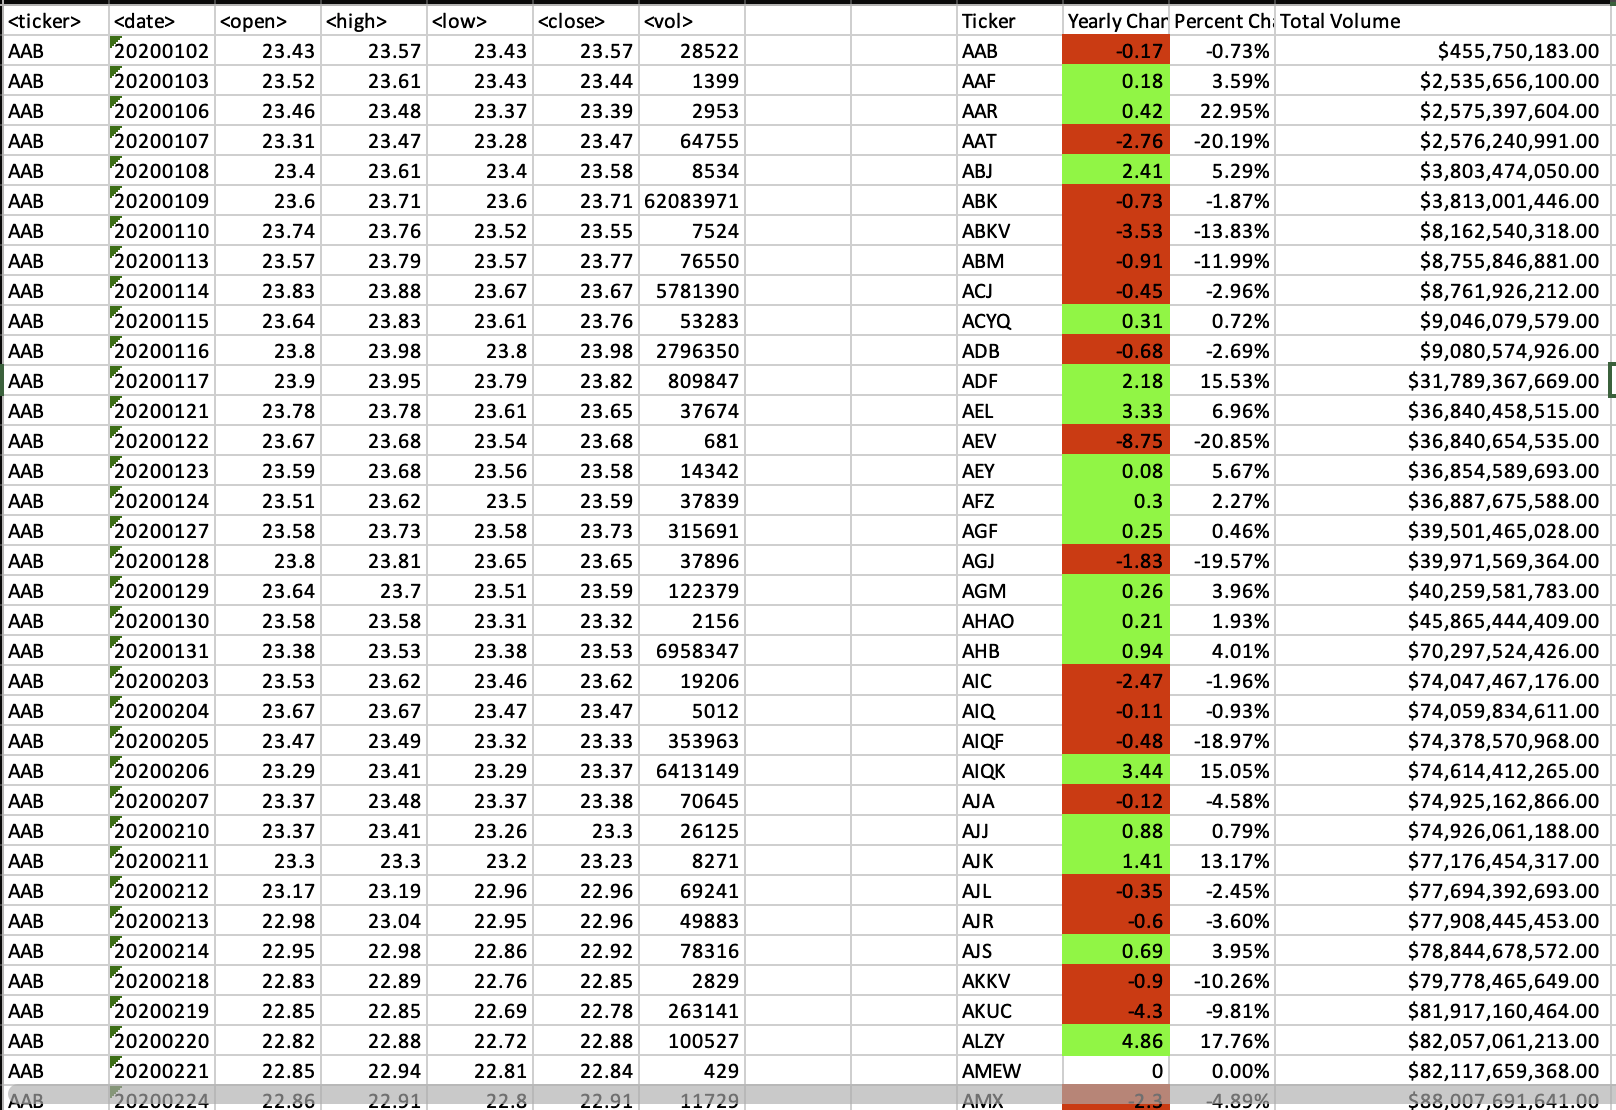 <ticker> <date> <open> <high> <low> <close> <vol> Ticker Yearly Char Percent Ch Total Volume
AAB 20200102 23.43 23.57 23.43 23.57 28522 AAB -0.17 -0.73% $455,750,183.00
AAB 20200103 23.52 23.61 23.43 23.44 1399 AAF 0.18 3.59% $2,535,656,100.00
AAB 20200106 23.46 23.48 23.37 23.39 2953 AAR 0.42 22.95% $2,575,397,604.00
AAB 20200107 23.31 23.47 23.28 23.47 64755 AAT -2.76 -20.19% $2,576,240,991.00
AAB 20200108 23.4 23.61 23.4 23.58 8534 ABJ 2.41 5.29% $3,803,474,050.00
AAB 20200109 23.6 23.71 23.6 23.71 62083971 ABK -0.73 -1.87% $3,813,001,446.00
AAB 20200110 23.74 23.76 23.52 23.55 7524 ABKV -3.53 -13.83% $8,162,540,318.00
AAB 20200113 23.57 23.79 23.57 23.77 76550 ABM -0.91 -11.99% $8,755,846,881.00
AAB 20200114 23.83 23.88 23.67 23.67 5781390 ACJ -0.45 -2.96% $8,761,926,212.00
AAB 20200115 23.64 23.83 23.61 23.76 53283 ACYQ 0.31 0.72% $9,046,079,579.00
AAB 20200116 23.8 23.98 23.8 23.98 2796350 ADB -0.68 -2.69% $9,080,574,926.00
AAB 20200117 23.9 23.95 23.79 23.82 809847 ADF 2.18 15.53% $31,789,367,669.00
AAB 20200121 23.78 23.78 23.61 23.65 37674 AEL 3.33 6.96% $36,840,458,515.00
AAB 20200122 23.67 23.68 23.54 23.68 681 AEV -8.75 -20.85% $36,840,654,535.00
AAB 20200123 23.59 23.68 23.56 23.58 14342 AEY 0.08 5.67% $36,854,589,693.00
AAB 20200124 23.51 23.62 23.5 23.59 37839 AFZ 0.3 2.27% $36,887,675,588.00
AAB 20200127 23.58 23.73 23.58 23.73 315691 AGF 0.25 0.46% $39,501,465,028.00
AAB 20200128 23.8 23.81 23.65 23.65 37896 AGJ -1.83 -19.57% $39,971,569,364.00
AAB 20200129 23.64 23.7 23.51 23.59 122379 AGM 0.26 3.96% $40,259,581,783.00
AAB 20200130 23.58 23.58 23.31 23.32 2156 AHAO 0.21 1.93% $45,865,444,409.00
AAB 20200131 23.38 23.53 23.38 23.53 6958347 AHB 0.94 4.01% $70,297,524,426.00
AAB 20200203 23.53 23.62 23.46 23.62 19206 AIC -2.47 -1.96% $74,047,467,176.00
AAB 20200204 23.67 23.67 23.47 23.47 5012 AIQ -0.11 -0.93% $74,059,834,611.00
AAB 20200205 23.47 23.49 23.32 23.33 353963 AIQF -0.48 -18.97% $74,378,570,968.00
AAB 20200206 23.29 23.41 23.29 23.37 6413149 AIQK 3.44 15.05% $74,614,412,265.00
AAB 20200207 23.37 23.48 23.37 23.38 70645 AJA -0.12 -4.58% $74,925,162,866.00
AAB 20200210 23.37 23.41 23.26 23.3 26125 AJJ 0.88 0.79% $74,926,061,188.00
AAB 20200211 23.3 23.3 23.2 23.23 8271 AJK 1.41 13.17% $77,176,454,317.00
AAB 20200212 23.17 23.19 22.96 22.96 69241 AJL -0.35 -2.45% $77,694,392,693.00
AAB 20200213 22.98 23.04 22.95 22.96 49883 AJR -0.6 -3.60% $77,908,445,453.00
AAB 20200214 22.95 22.98 22.86 22.92 78316 AJS 0.69 3.95% $78,844,678,572.00
AAB 20200218 22.83 22.89 22.76 22.85 2829 AKKV -0.9 -10.26% $79,778,465,649.00
AAB 20200219 22.85 22.85 22.69 22.78 263141 AKUC -4.3 -9.81% $81,917,160,464.00
AAB 20200220 22.82 22.88 22.72 22.88 100527 ALZY 4.86 17.76% $82,057,061,213.00
AAB 20200221 22.85 22.94 22.81 22.84 429 AMEW 0 0.00% $82,117,659,368.00
AAB 20200224 22.86 22.91 22.8 22.91 11729 AMX -2.3 -4.89% $88,007,691,641.00